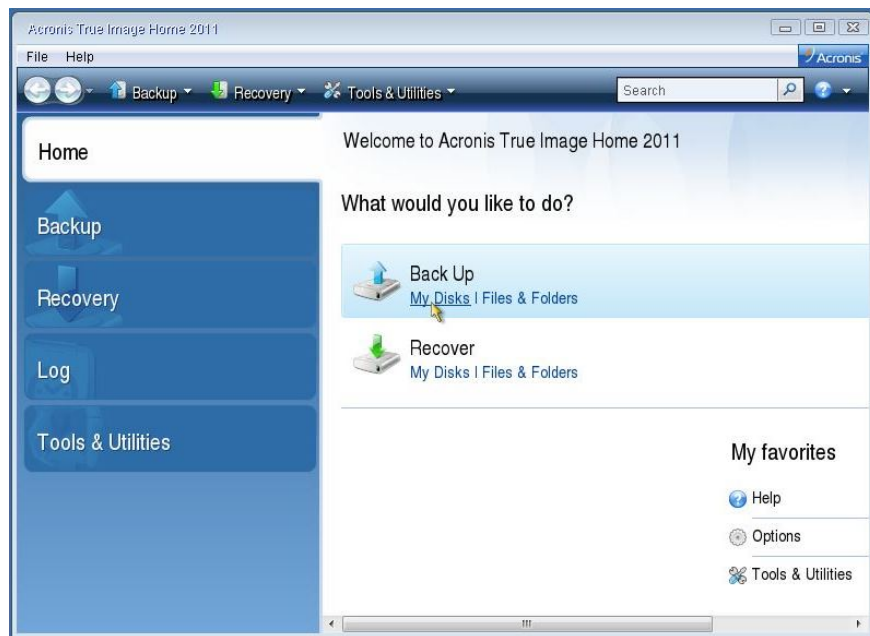 Acronis True Image Home 2011
File Help
Acronis
Backup Recovery Tools & Utilities Search
Home
Backup
Recovery
Log
Tools & Utilities
Welcome to Acronis True Image Home 2011
What would you like to do?
Back Up
My Disks | Files & Folders
Recover
My Disks | Files & Folders
My favorites
Help
Options
Tools & Utilities